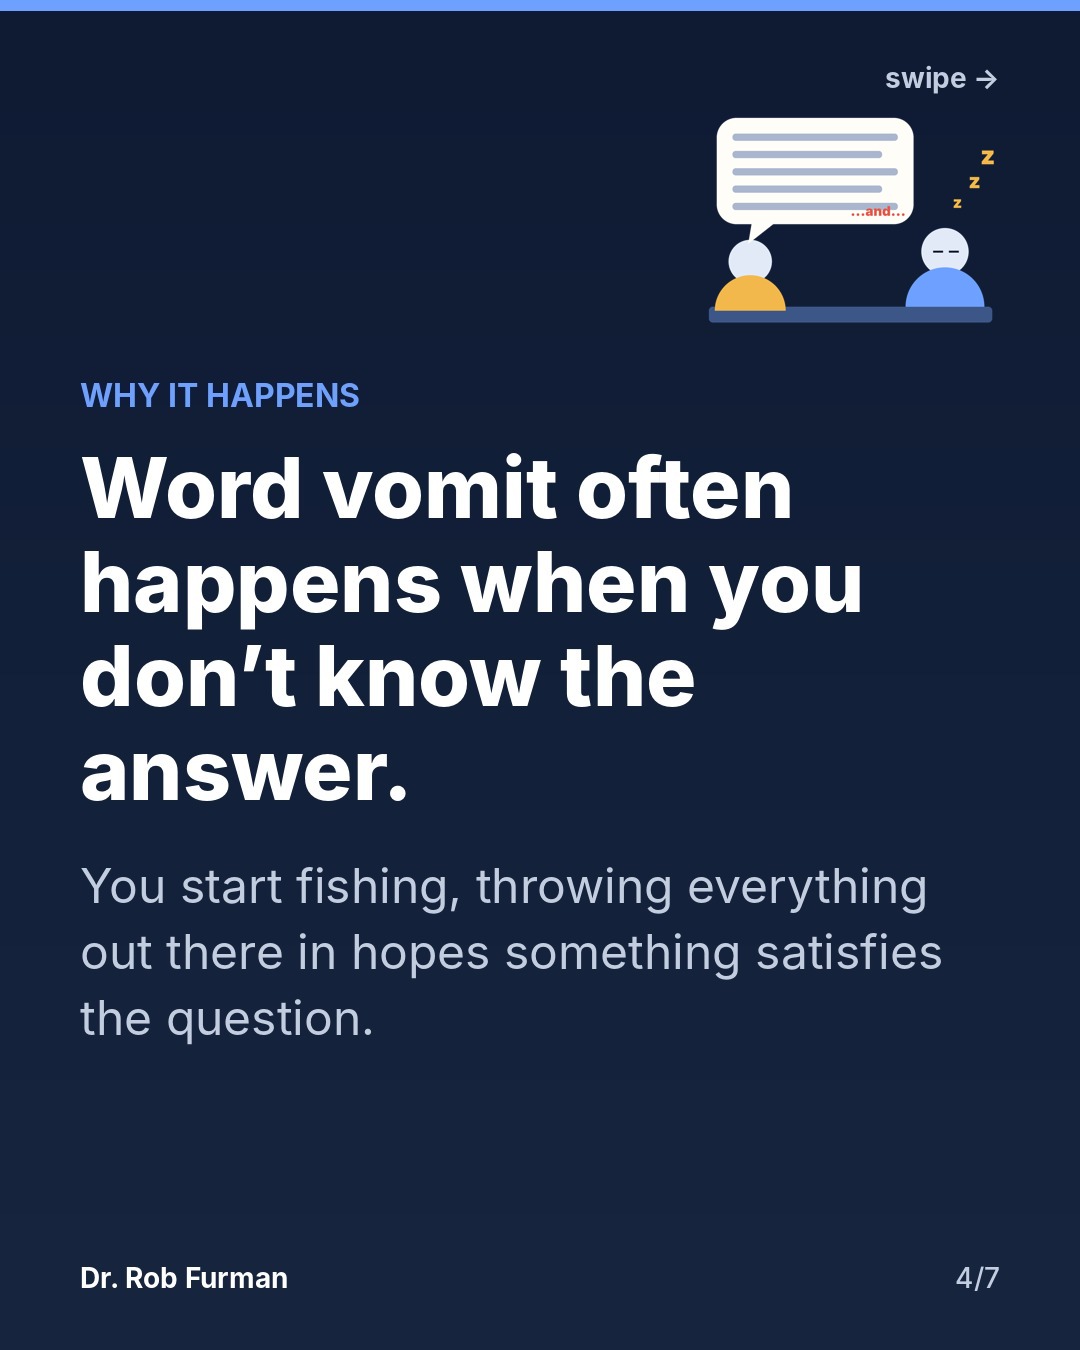 swipe →
...and...
z
z
z
WHY IT HAPPENS
Word vomit often
happens when you
don’t know the
answer.
You start fishing, throwing everything
out there in hopes something satisfies
the question.
Dr. Rob Furman
4/7